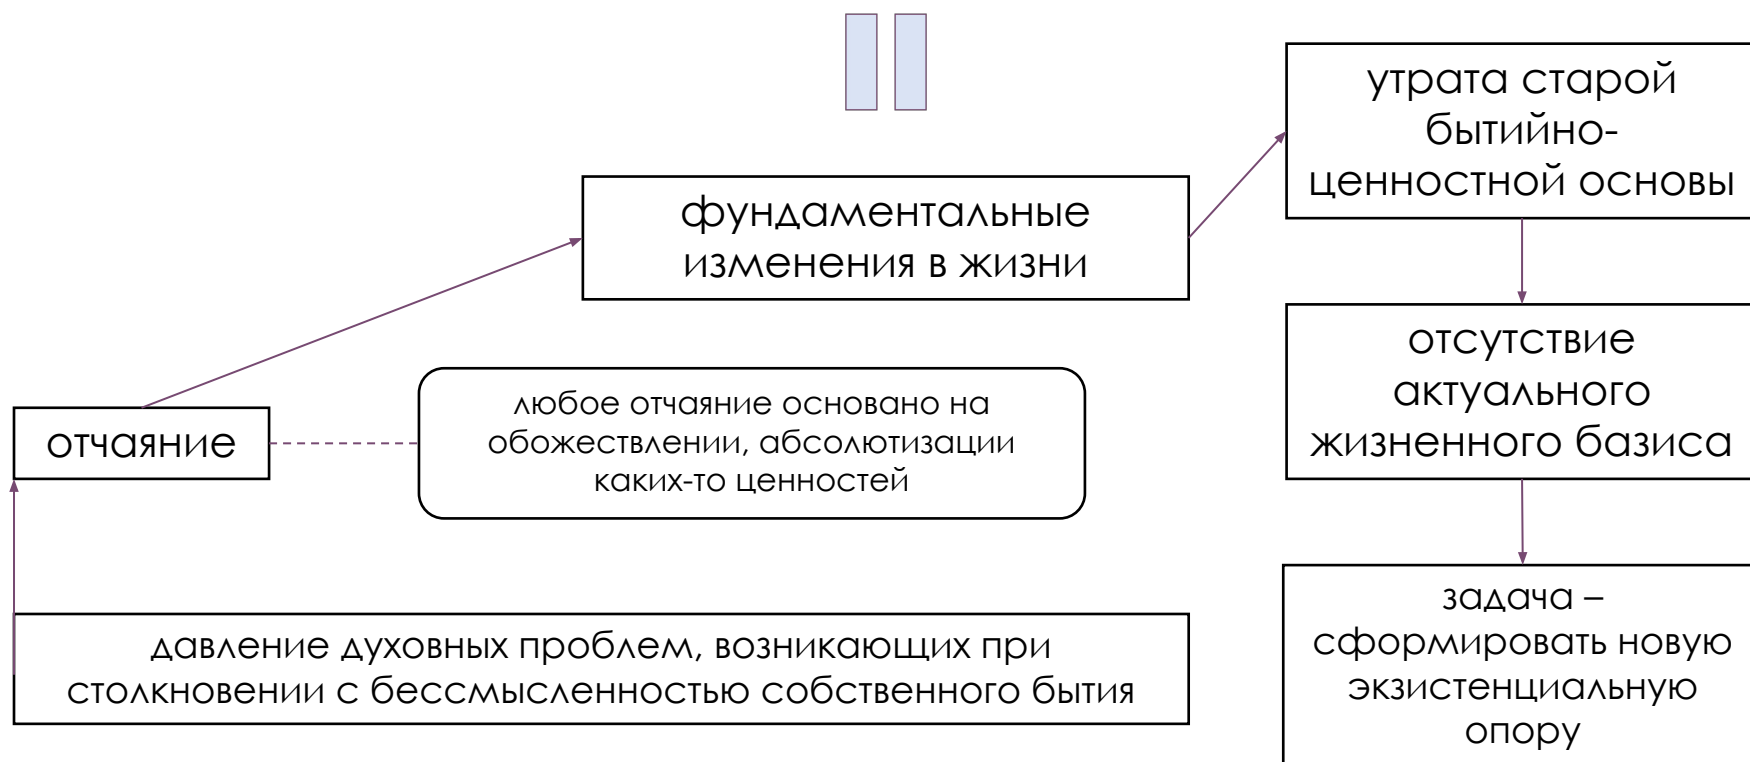 утрата старой
бытийно-
ценностной основы
фундаментальные
изменения в жизни
отсутствие
актуального
жизненного базиса
любое отчаяние основано на
обожествлении, абсолютизации
каких-то ценностей
отчаяние
задача –
сформировать новую
экзистенциальную
опору
давление духовных проблем, возникающих при
столкновении с бессмысленностью собственного бытия